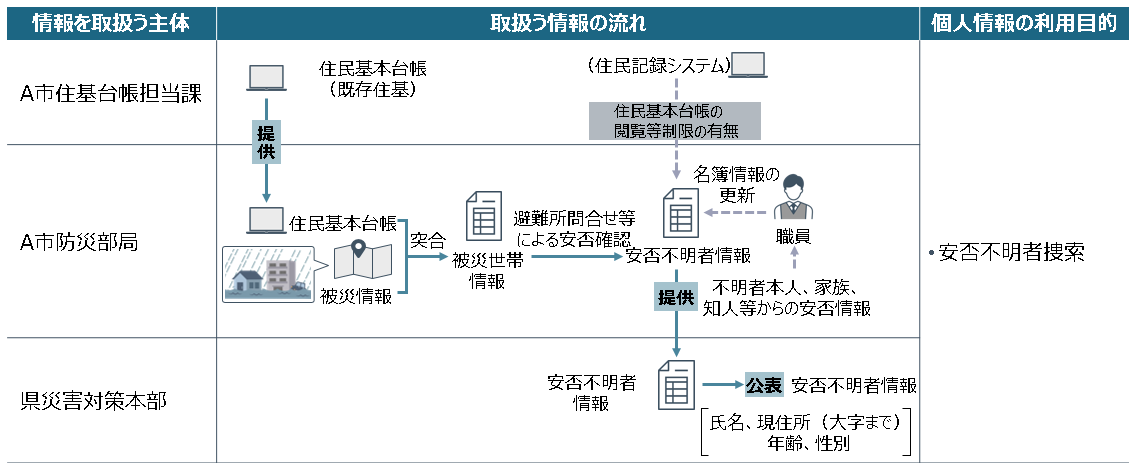 情報を取扱う主体
取扱う情報の流れ
個人情報の利用目的
A市住基台帳担当課
住民基本台帳
（既存住基）
（住民記録システム）
提
供
住民基本台帳の
閲覧等制限の有無
A市防災部局
住民基本台帳
被災情報
突合
被災世帯
情報
避難所問合せ等
による安否確認
安否不明者情報
名簿情報の
更新
職員
不明者本人、家族、
知人等からの安否情報
提供
・安否不明者捜索
県災害対策本部
安否不明者
情報
公表
安否不明者情報
氏名、現住所（大字まで）
年齢、性別